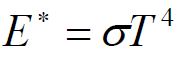 E* = σT⁴